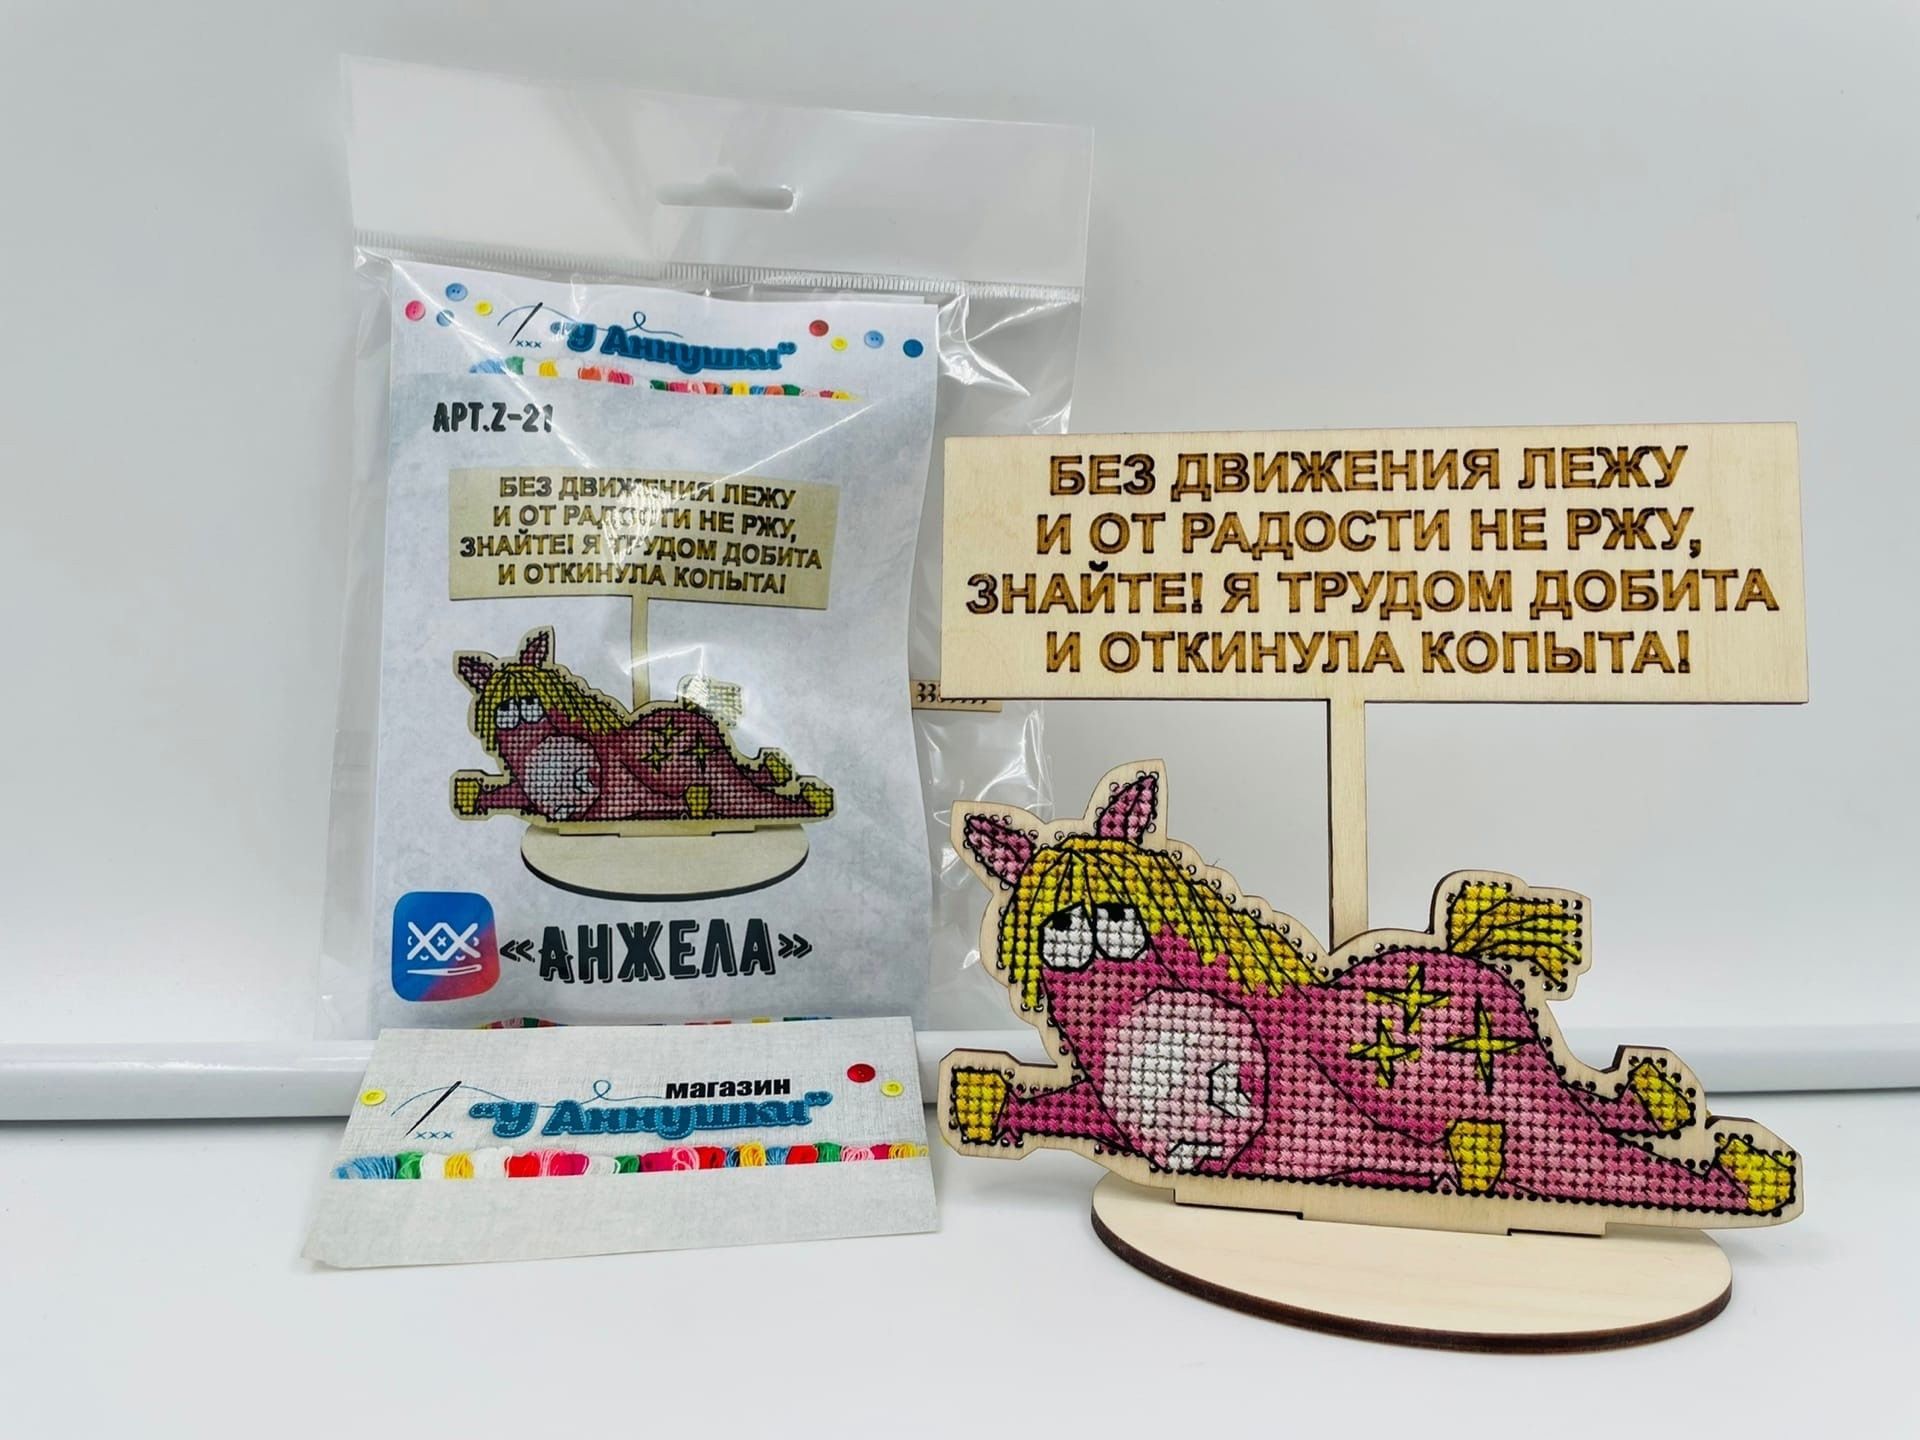 "У Аннушки"
АРТ.Z-21
БЕЗ ДВИЖЕНИЯ ЛЕЖУ
И ОТ РАДОСТИ НЕ РЖУ,
ЗНАЙТЕ! Я ТРУДОМ ДОБИТА
И ОТКИНУЛА КОПЫТА!
«АНЖЕЛА»
магазин
"У Аннушки"
БЕЗ ДВИЖЕНИЯ ЛЕЖУ
И ОТ РАДОСТИ НЕ РЖУ,
ЗНАЙТЕ! Я ТРУДОМ ДОБИТА
И ОТКИНУЛА КОПЫТА!